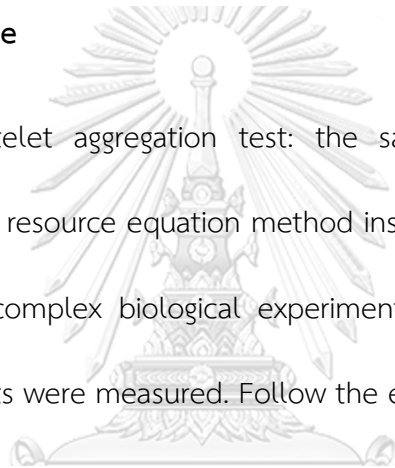 e
telet aggregation test: the sa
resource equation method ins
complex biological experiment
ts were measured. Follow the e